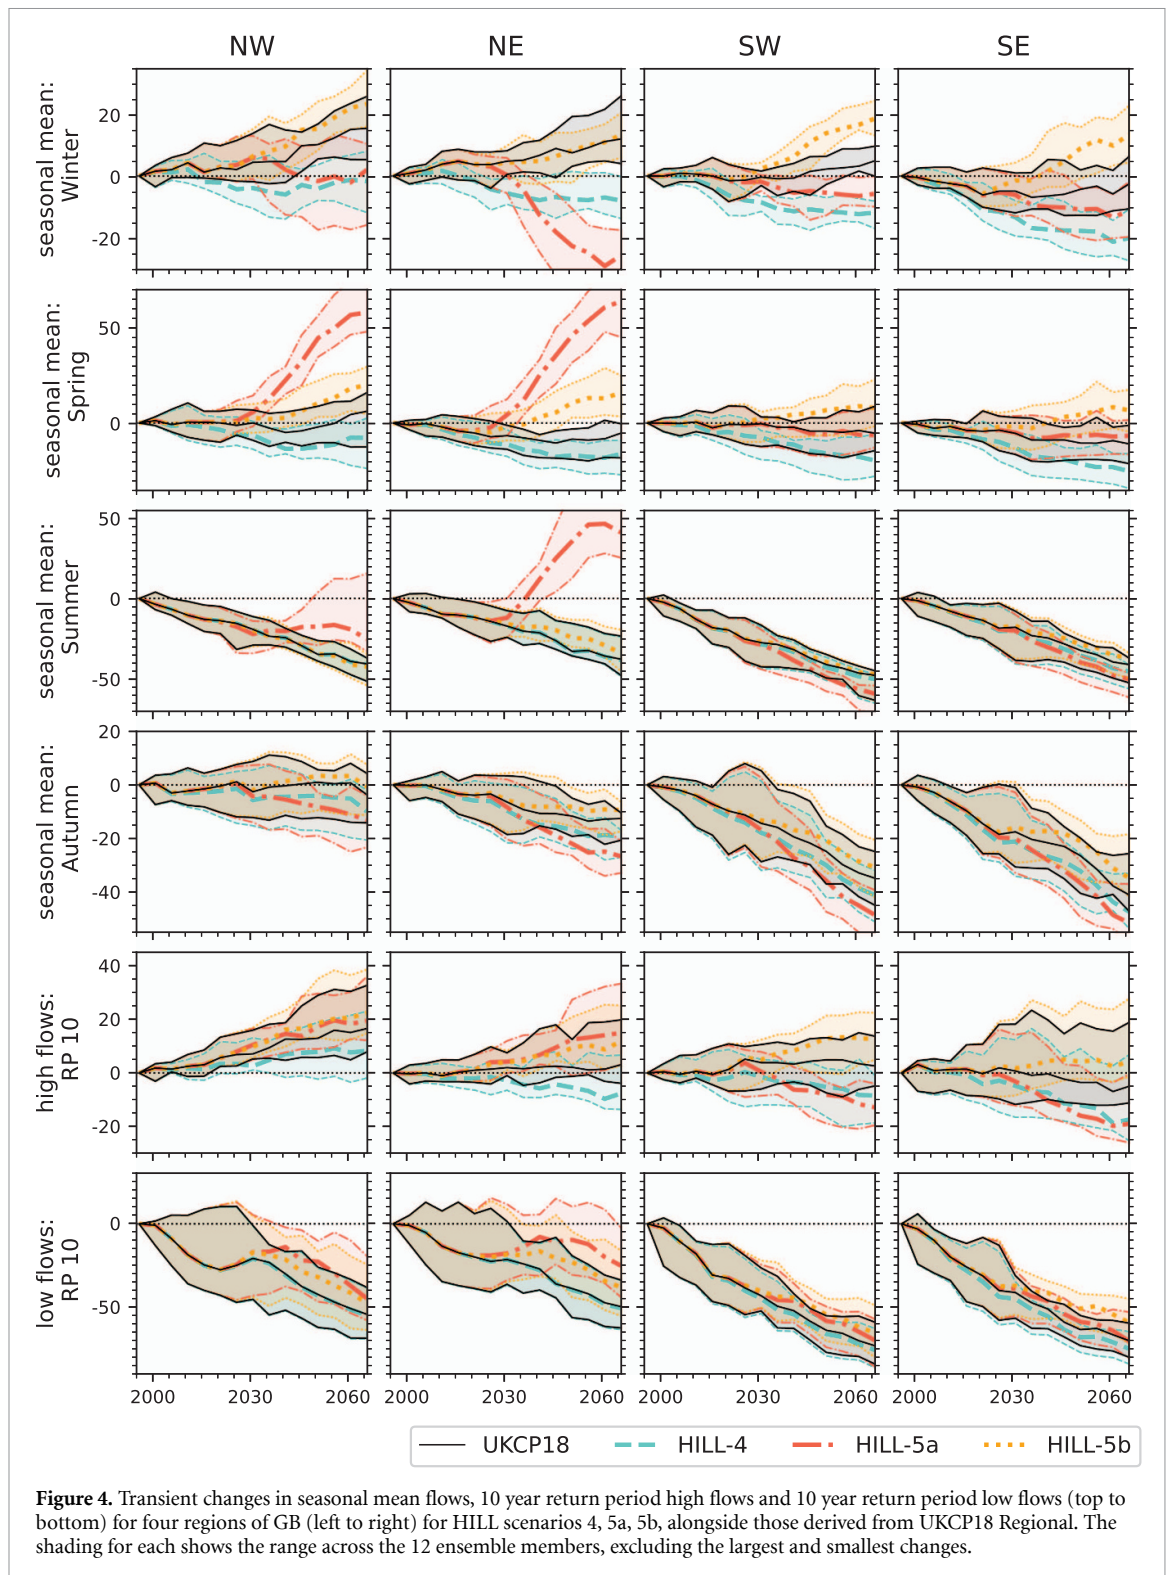 NW NE SW SE
seasonal mean:
Winter
20
0
-20
seasonal mean:
Spring
50
0
seasonal mean:
Summer
50
0
-50
seasonal mean:
Autumn
20
0
-20
-40
high flows:
RP 10
40
20
0
-20
low flows:
RP 10
0
-50
2000 2030 2060 2000 2030 2060 2000 2030 2060 2000 2030 2060
UKCP18 HILL-4 HILL-5a HILL-5b
Figure 4. Transient changes in seasonal mean flows, 10 year return period high flows and 10 year return period low flows (top to
bottom) for four regions of GB (left to right) for HILL scenarios 4, 5a, 5b, alongside those derived from UKCP18 Regional. The
shading for each shows the range across the 12 ensemble members, excluding the largest and smallest changes.